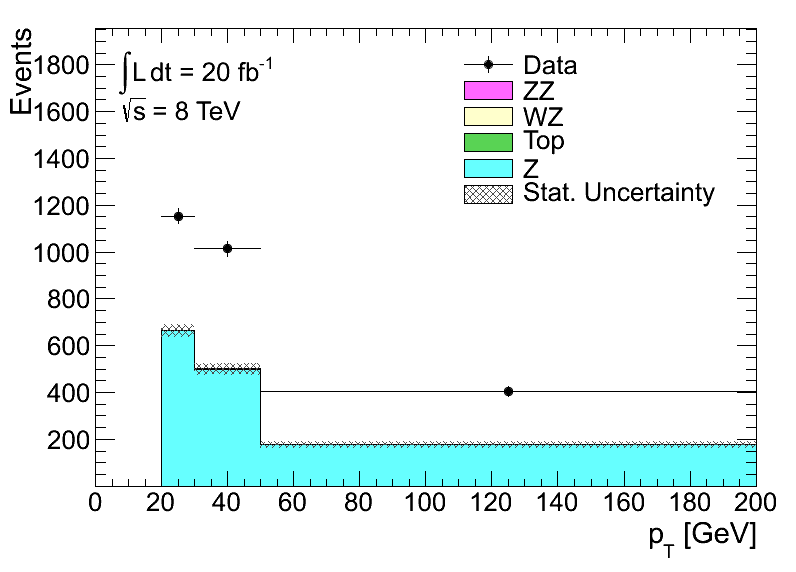 Events
1800
1600
1400
1200
1000
800
600
400
200
∫L dt = 20 fb⁻¹
√s = 8 TeV
Data
ZZ
WZ
Top
Z
Stat. Uncertainty
0 20 40 60 80 100 120 140 160 180 200
p_T [GeV]